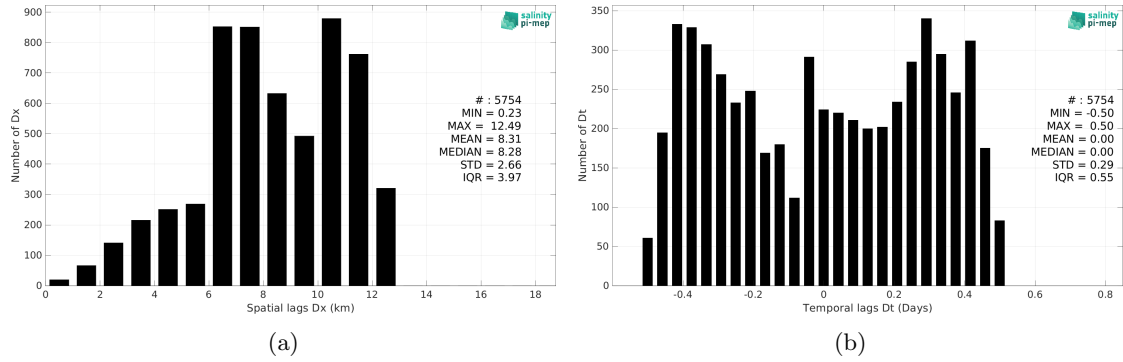 900
800
700
600
500
400
300
200
100
0
Number of Dx
0 2 4 6 8 10 12 14 16 18
Spatial lags Dx (km)
salinity
pi-mep
# : 5754
MIN = 0.23
MAX = 12.49
MEAN = 8.31
MEDIAN = 8.28
STD = 2.66
IQR = 3.97
(a)
350
300
250
200
150
100
50
0
Number of Dt
-0.4 -0.2 0 0.2 0.4 0.6 0.8
Temporal lags Dt (Days)
salinity
pi-mep
# : 5754
MIN = -0.50
MAX = 0.50
MEAN = 0.00
MEDIAN = 0.00
STD = 0.29
IQR = 0.55
(b)